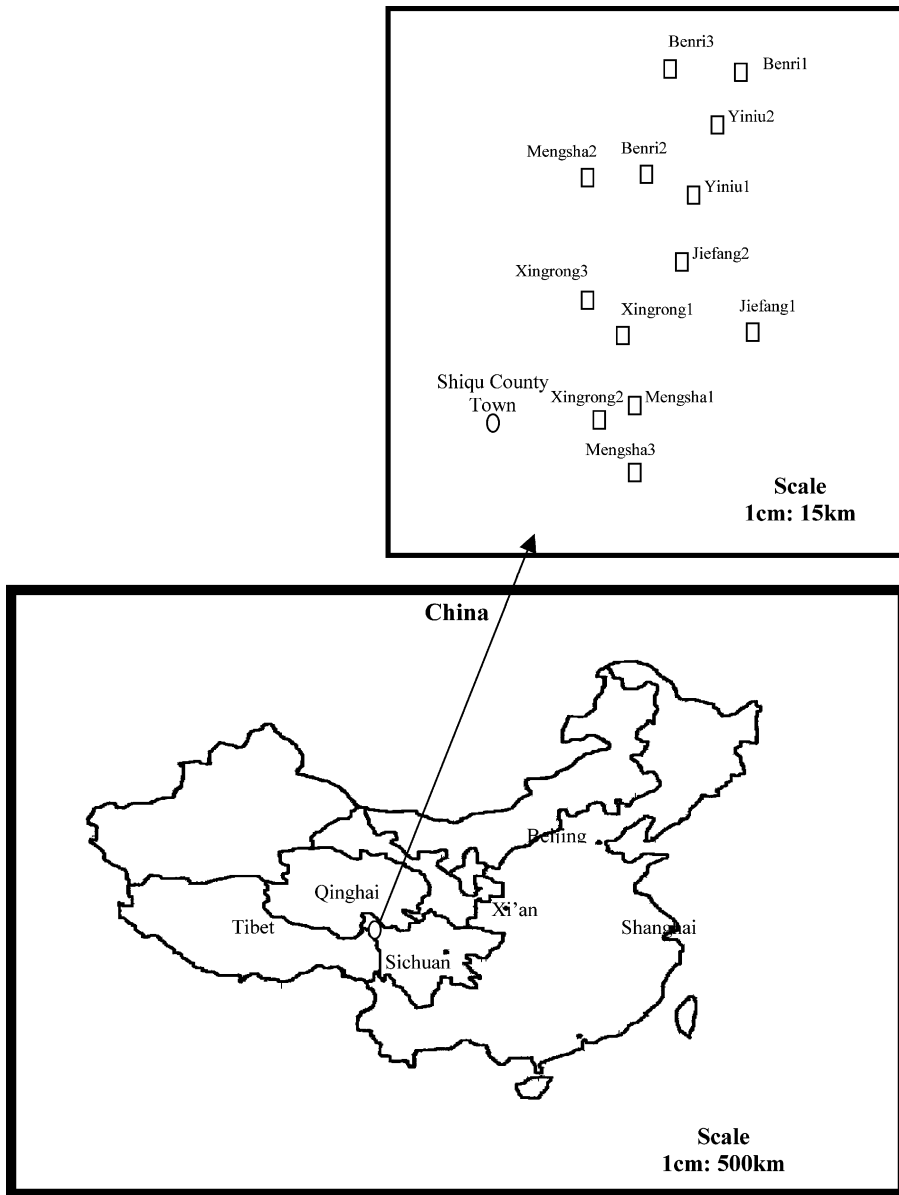 Benri3
Benri1
Yiniu2
Benri2
Mengsha2
Yiniu1
Jiefang2
Xingrong3
Xingrong1
Jiefang1
Shiqu County
Town
Xingrong2
Mengsha1
Mengsha3
Scale
1cm: 15km
China
Beijing
Qinghai
Xi'an
Tibet
Shanghai
Sichuan
Scale
1cm: 500km